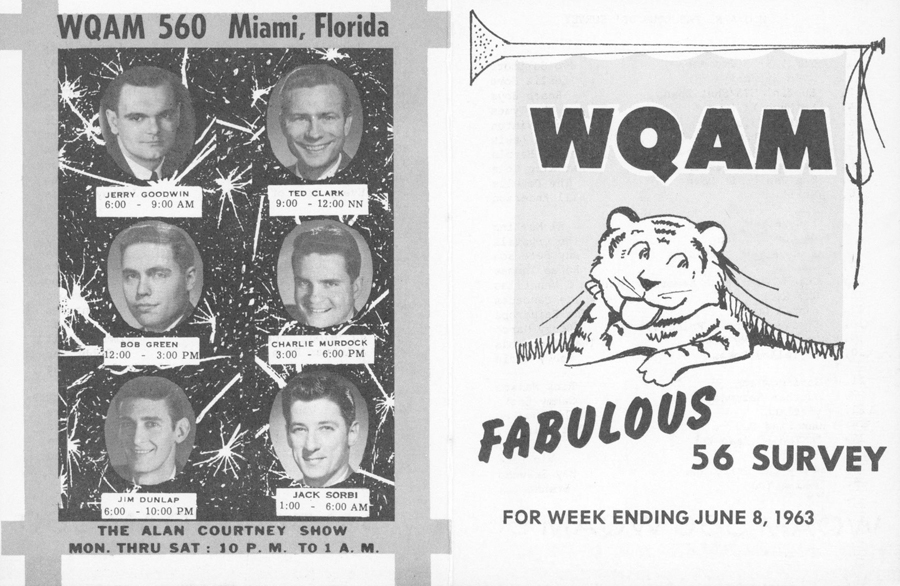 WQAM 560 Miami, Florida
JERRY GOODWIN
6:00 - 9:00 AM
TED CLARK
9:00 - 12:00 NN
BOB GREEN
12:00 - 3:00 PM
CHARLIE MURDOCK
3:00 - 6:00 PM
JIM DUNLAP
6:00 - 10:00 PM
JACK SORBI
1:00 - 6:00 AM
THE ALAN COURTNEY SHOW
MON. THRU SAT : 10 P. M. TO 1 A. M.
WQAM
FABULOUS
56 SURVEY
FOR WEEK ENDING JUNE 8, 1963